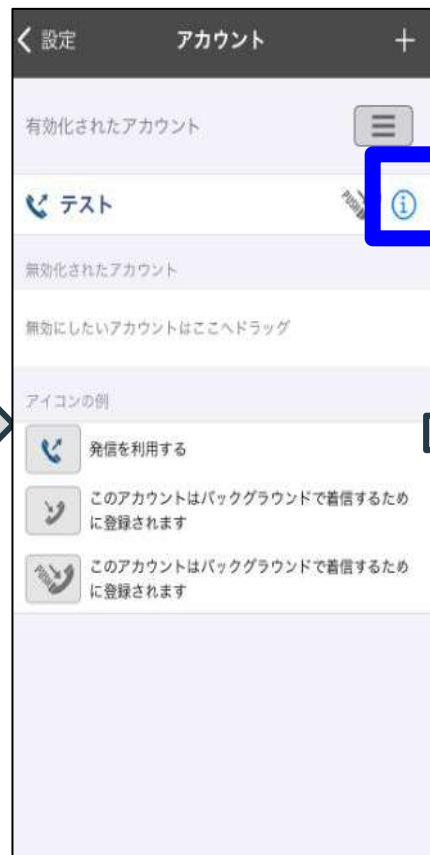 設定 アカウント +
有効化されたアカウント
テスト
無効化されたアカウント
無効にしたいアカウントはここへドラッグ
アイコンの例
発信を利用する
このアカウントはバックグラウンドで着信するため
に登録されます
PUSH
このアカウントはバックグラウンドで着信するため
に登録されます